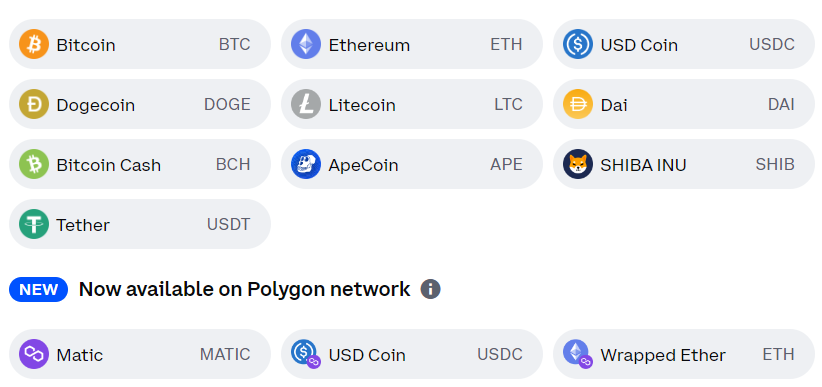 Bitcoin BTC Ethereum ETH USD Coin USDC
Dogecoin DOGE Litecoin LTC Dai DAI
Bitcoin Cash BCH ApeCoin APE SHIBA INU SHIB
Tether USDT
NEW Now available on Polygon network
Matic MATIC USD Coin USDC Wrapped Ether ETH